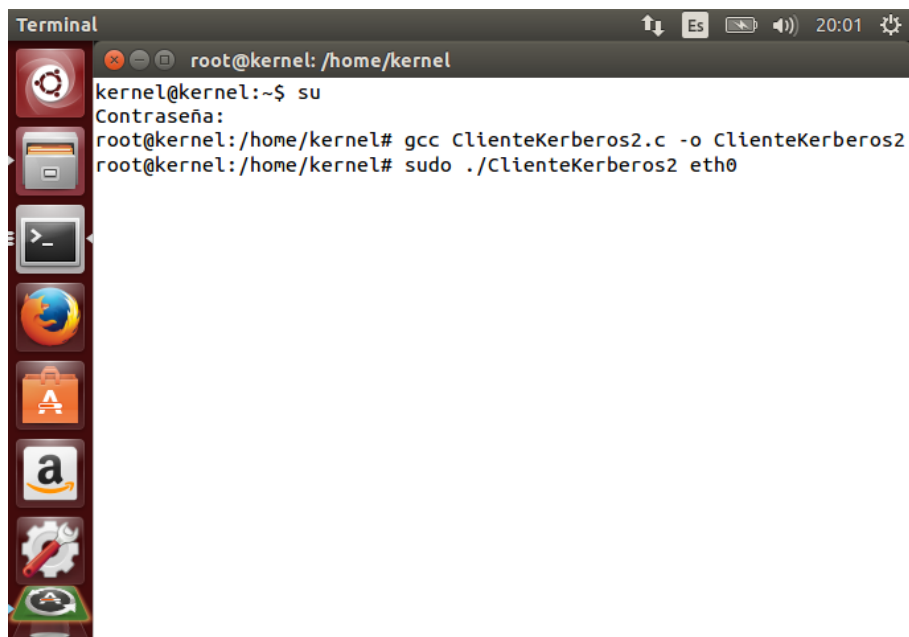 Terminal Es 20:01
root@kernel: /home/kernel
kernel@kernel:~$ su
Contraseña:
root@kernel:/home/kernel# gcc ClienteKerberos2.c -o ClienteKerberos2
root@kernel:/home/kernel# sudo ./ClienteKerberos2 eth0
>_
A
a
A